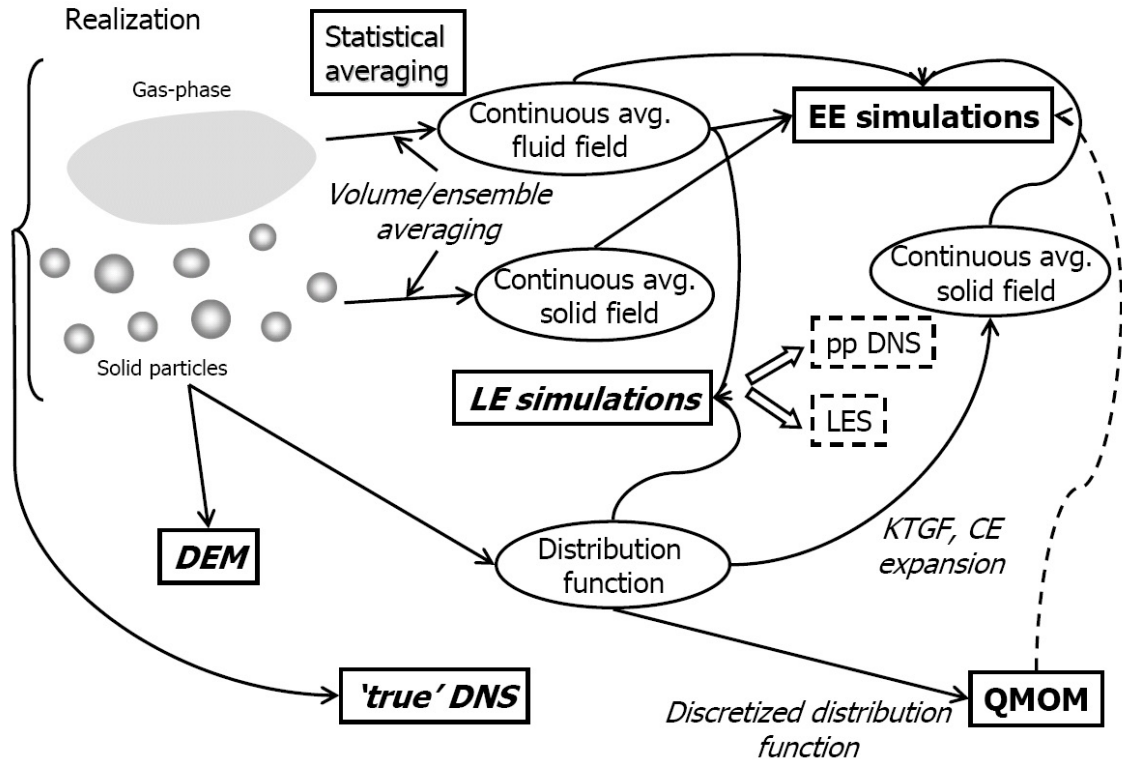 Realization
Statistical
averaging
Gas-phase
Continuous avg.
fluid field
EE simulations
Volume/ensemble
averaging
Continuous avg.
solid field
Continuous avg.
solid field
Solid particles
pp DNS
LE simulations
LES
DEM
Distribution
function
KTGF, CE
expansion
‘true’ DNS
Discretized distribution
function
QMOM